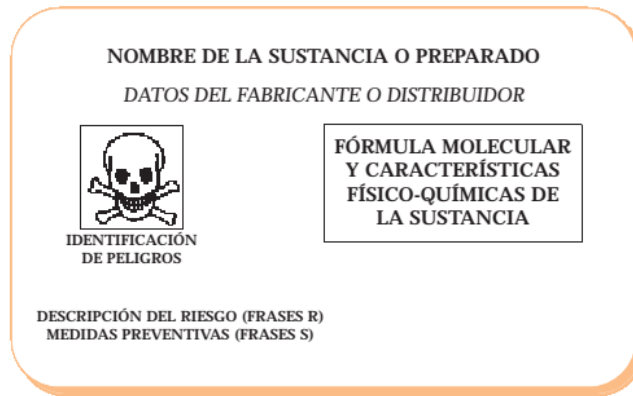 NOMBRE DE LA SUSTANCIA O PREPARADO
DATOS DEL FABRICANTE O DISTRIBUIDOR
IDENTIFICACIÓN
DE PELIGROS
FÓRMULA MOLECULAR
Y CARACTERÍSTICAS
FÍSICO-QUÍMICAS DE
LA SUSTANCIA
DESCRIPCIÓN DEL RIESGO (FRASES R)
MEDIDAS PREVENTIVAS (FRASES S)